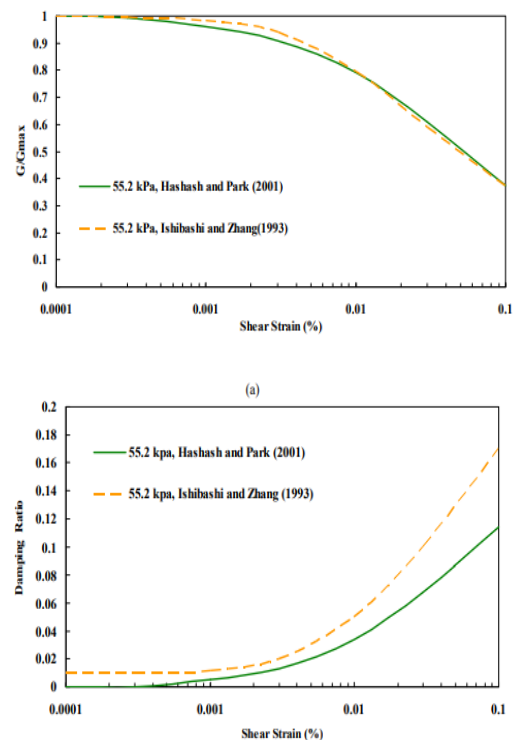 1
0.9
0.8
0.7
0.6
0.5
0.4
0.3
0.2
0.1
0
G/Gmax
55.2 kPa, Hashash and Park (2001)
55.2 kPa, Ishibashi and Zhang(1993)
0.0001 0.001 0.01 0.1
Shear Strain (%)
(a)
0.2
0.18
0.16
0.14
0.12
0.1
0.08
0.06
0.04
0.02
0
Damping Ratio
55.2 kpa, Hashash and Park (2001)
55.2 kpa, Ishibashi and Zhang (1993)
0.0001 0.001 0.01 0.1
Shear Strain (%)